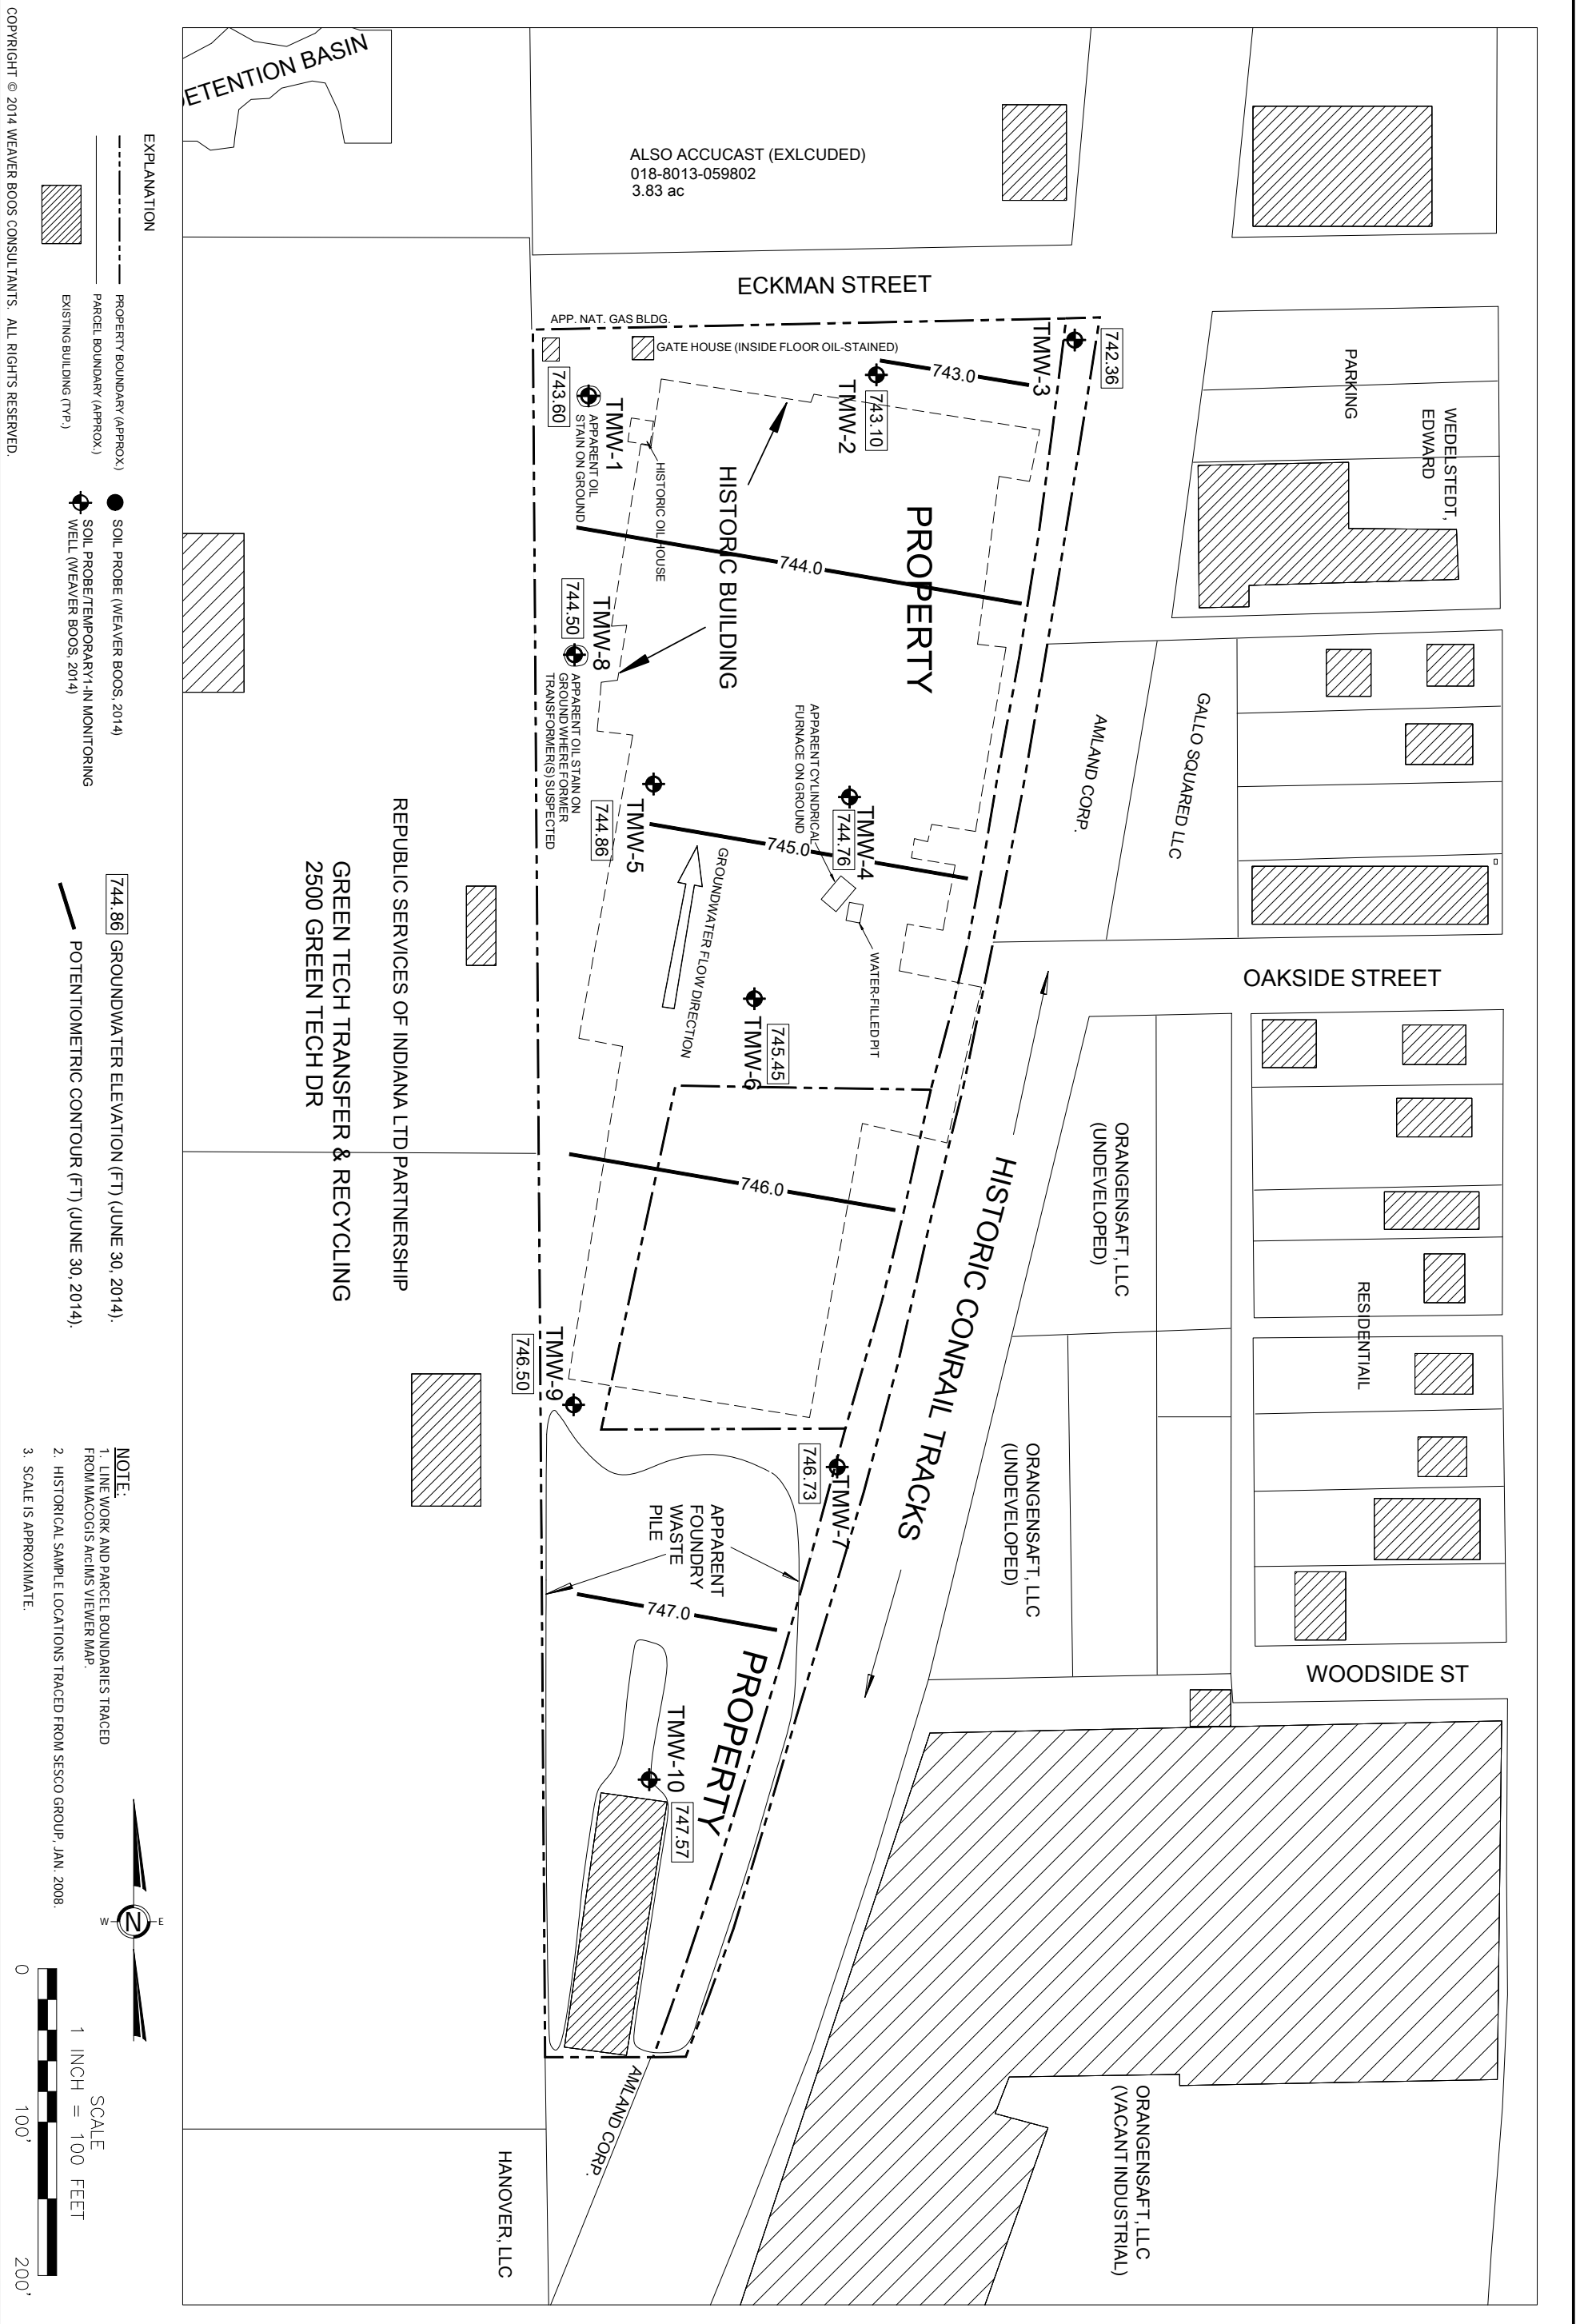 DETENTION BASIN
ALSO ACCUCAST (EXLCUDED)
018-8013-059802
3.83 ac
ECKMAN STREET
APP. NAT. GAS BLDG.
GATE HOUSE (INSIDE FLOOR OIL-STAINED)
TMW-3
742.36
743.0
TMW-2
743.10
TMW-1
743.60
APPARENT OIL
STAIN ON GROUND
HISTORIC OIL HOUSE
HISTORIC BUILDING
PROPERTY
744.0
TMW-8
744.50
APPARENT OIL STAIN ON
GROUND WHERE FORMER
TRANSFORMER(S) SUSPECTED
TMW-5
744.86
TMW-4
744.76
745.0
APPARENT CYLINDRICAL
FURNACE ON GROUND
WATER-FILLED PIT
GROUNDWATER FLOW DIRECTION
TMW-6
745.45
746.0
TMW-9
746.50
TMW-7
746.73
APPARENT
FOUNDRY
WASTE
PILE
747.0
PROPERTY
TMW-10
747.57
HISTORIC CONRAIL TRACKS
PARKING
WEDELSTEDT,
EDWARD
AMLAND CORP.
GALLO SQUARED LLC
OAKSIDE STREET
ORANGENSAFT, LLC
(UNDEVELOPED)
RESIDENTIAIL
ORANGENSAFT, LLC
(UNDEVELOPED)
WOODSIDE ST
ORANGENSAFT, LLC
(VACANT INDUSTRIAL)
AMLAND CORP.
HANOVER, LLC
REPUBLIC SERVICES OF INDIANA LTD PARTNERSHIP
GREEN TECH TRANSFER & RECYCLING
2500 GREEN TECH DR
EXPLANATION
PROPERTY BOUNDARY (APPROX.)
PARCEL BOUNDARY (APPROX.)
EXISTING BUILDING (TYP.)
SOIL PROBE (WEAVER BOOS, 2014)
SOIL PROBE/TEMPORARY1-IN MONITORING
WELL (WEAVER BOOS, 2014)
744.86 GROUNDWATER ELEVATION (FT) (JUNE 30, 2014).
POTENTIOMETRIC CONTOUR (FT) (JUNE 30, 2014).
NOTE:
1. LINE WORK AND PARCEL BOUNDARIES TRACED
FROM MACOGIS ArcIMS VIEWER MAP.
2. HISTORICAL SAMPLE LOCATIONS TRACED FROM SESCO GROUP, JAN. 2008.
3. SCALE IS APPROXIMATE.
W N E
SCALE
1 INCH = 100 FEET
0 100' 200'
COPYRIGHT © 2014 WEAVER BOOS CONSULTANTS. ALL RIGHTS RESERVED.